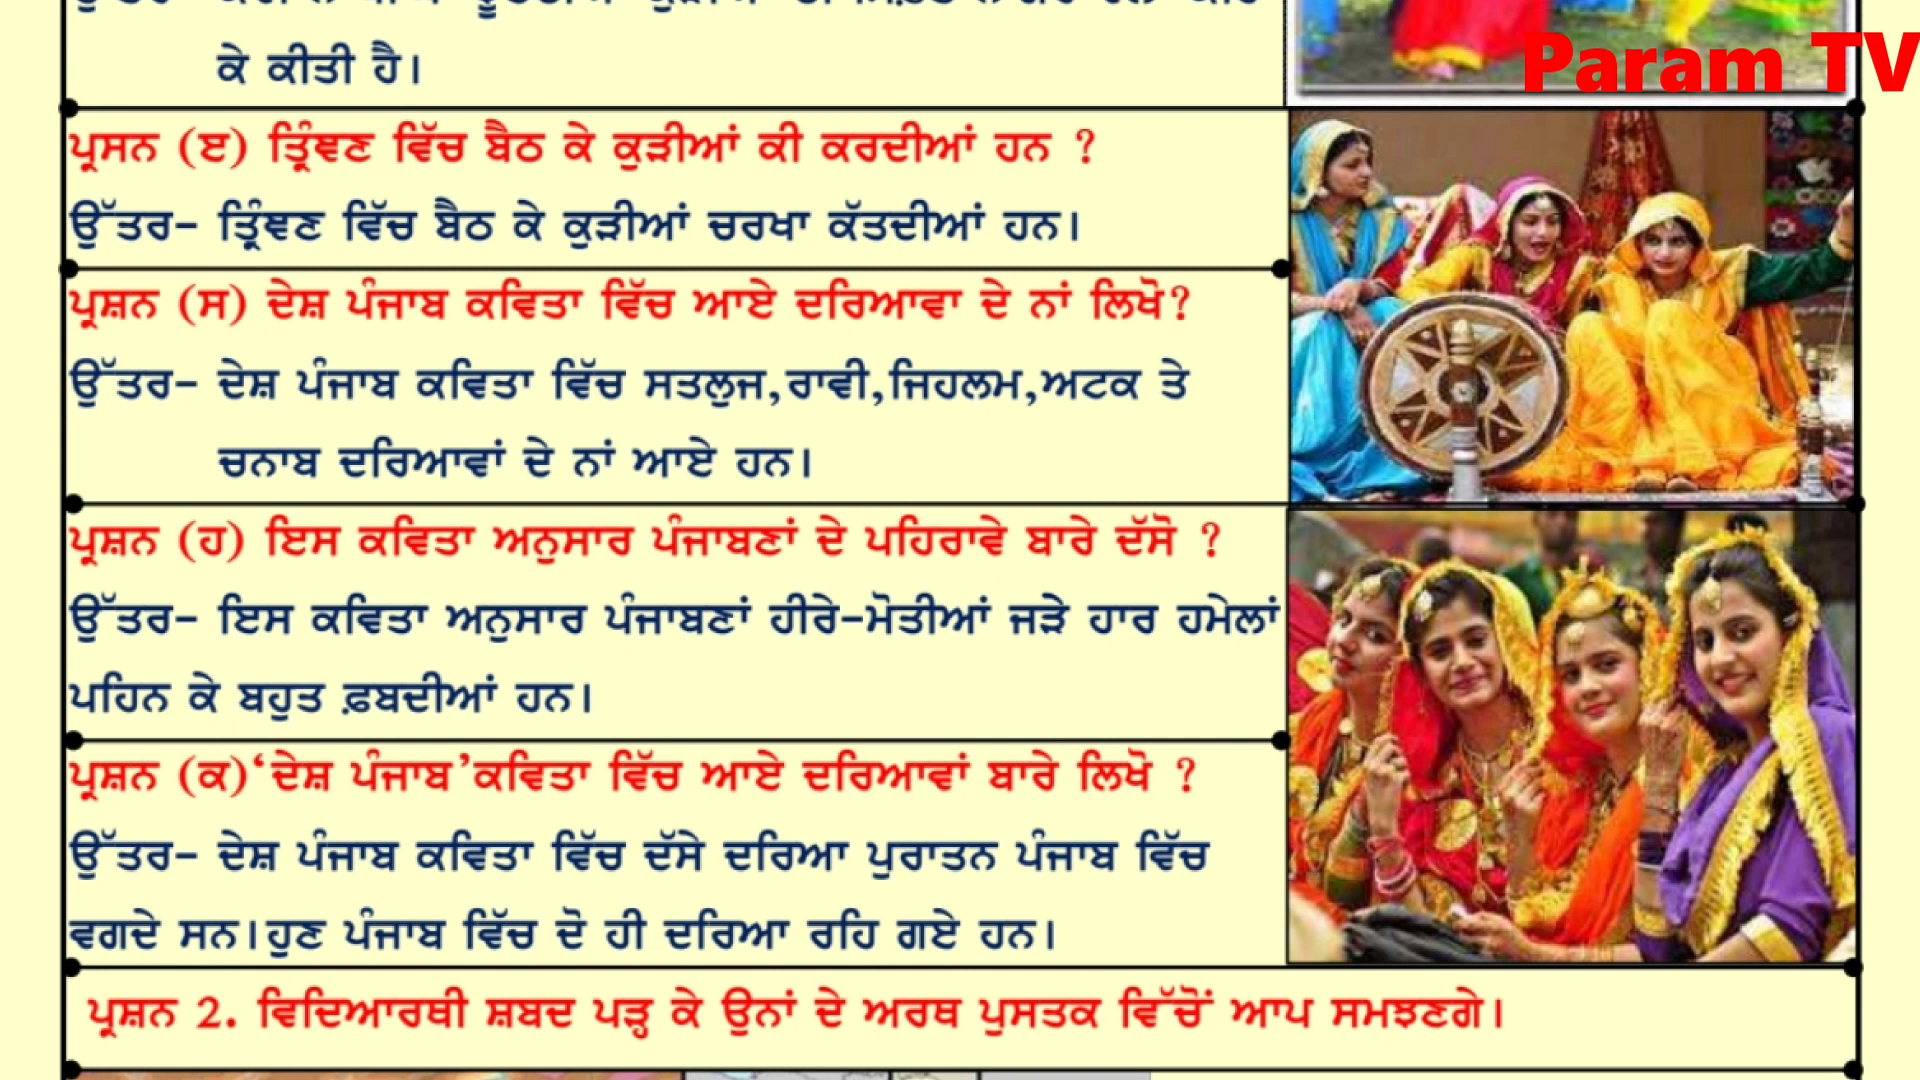 ਕੇ ਕੀਤੀ ਹੈ।
Param TV
ਪ੍ਰਸਨ (ੲ) ਤ੍ਰਿੰਞਣ ਵਿੱਚ ਬੈਠ ਕੇ ਕੁੜੀਆਂ ਕੀ ਕਰਦੀਆਂ ਹਨ ?
ਉੱਤਰ- ਤ੍ਰਿੰਞਣ ਵਿੱਚ ਬੈਠ ਕੇ ਕੁੜੀਆਂ ਚਰਖਾ ਕੱਤਦੀਆਂ ਹਨ।
ਪ੍ਰਸ਼ਨ (ਸ) ਦੇਸ਼ ਪੰਜਾਬ ਕਵਿਤਾ ਵਿੱਚ ਆਏ ਦਰਿਆਵਾ ਦੇ ਨਾਂ ਲਿਖੋ?
ਉੱਤਰ- ਦੇਸ਼ ਪੰਜਾਬ ਕਵਿਤਾ ਵਿੱਚ ਸਤਲੁਜ,ਰਾਵੀ,ਜਿਹਲਮ,ਅਟਕ ਤੇ
ਚਨਾਬ ਦਰਿਆਵਾਂ ਦੇ ਨਾਂ ਆਏ ਹਨ।
ਪ੍ਰਸ਼ਨ (ਹ) ਇਸ ਕਵਿਤਾ ਅਨੁਸਾਰ ਪੰਜਾਬਣਾਂ ਦੇ ਪਹਿਰਾਵੇ ਬਾਰੇ ਦੱਸੋ ?
ਉੱਤਰ- ਇਸ ਕਵਿਤਾ ਅਨੁਸਾਰ ਪੰਜਾਬਣਾਂ ਹੀਰੇ-ਮੋਤੀਆਂ ਜੜੇ ਹਾਰ ਹਮੇਲਾਂ
ਪਹਿਨ ਕੇ ਬਹੁਤ ਫ਼ਬਦੀਆਂ ਹਨ।
ਪ੍ਰਸ਼ਨ (ਕ)‘ਦੇਸ਼ ਪੰਜਾਬ’ਕਵਿਤਾ ਵਿੱਚ ਆਏ ਦਰਿਆਵਾਂ ਬਾਰੇ ਲਿਖੋ ?
ਉੱਤਰ- ਦੇਸ਼ ਪੰਜਾਬ ਕਵਿਤਾ ਵਿੱਚ ਦੱਸੇ ਦਰਿਆ ਪੁਰਾਤਨ ਪੰਜਾਬ ਵਿੱਚ
ਵਗਦੇ ਸਨ।ਹੁਣ ਪੰਜਾਬ ਵਿੱਚ ਦੋ ਹੀ ਦਰਿਆ ਰਹਿ ਗਏ ਹਨ।
ਪ੍ਰਸ਼ਨ 2. ਵਿਦਿਆਰਥੀ ਸ਼ਬਦ ਪੜ੍ਹ ਕੇ ਉਨਾਂ ਦੇ ਅਰਥ ਪੁਸਤਕ ਵਿੱਚੋਂ ਆਪ ਸਮਝਣਗੇ।